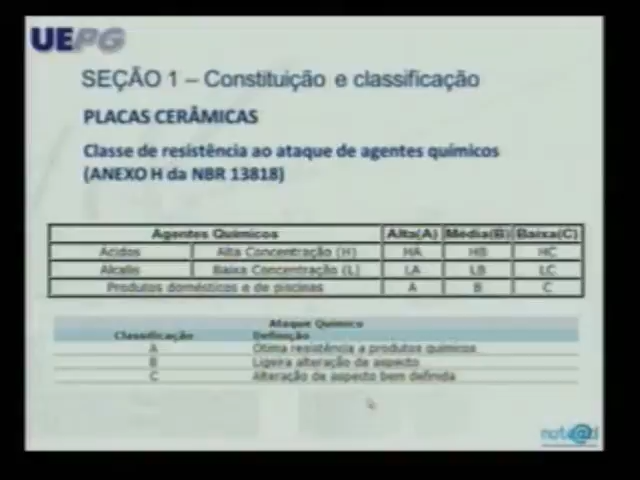 UEPG
SEÇÃO 1 – Constituição e classificação
PLACAS CERÂMICAS
Classe de resistência ao ataque de agentes químicos
(ANEXO H da NBR 13818)
Agentes Químicos Alta(A) Média(B) Baixa(C)
Ácidos Alta Concentração (H) HA HB HC
Álcalis Baixa Concentração (L) LA LB LC
Produtos domésticos e de piscinas A B C
Ataque Químico
Classificação Definição
A Ótima resistência a produtos químicos
B Ligeira alteração de aspecto
C Alteração de aspecto bem definida